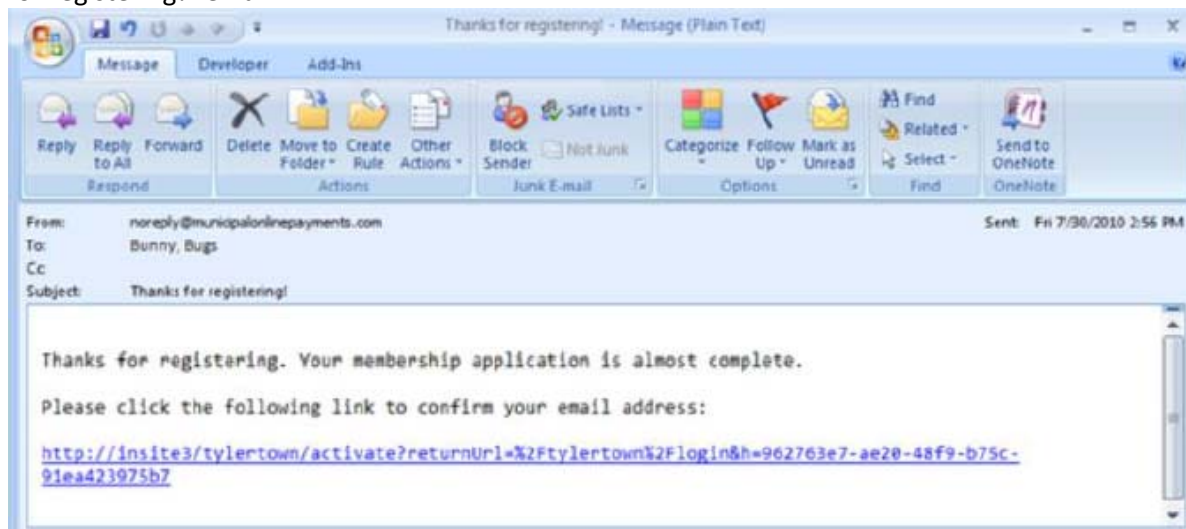 Thanks for registering! - Message (Plain Text)
Message Developer Add-Ins
Reply Reply to All Forward Delete Move to Folder Create Rule Other Actions Block Sender Safe Lists Not Junk Categorize Follow Up Mark as Unread Find Related Select Send to OneNote
Respond Actions Junk E-mail Options Find OneNote
From: noreply@municipalonlinepayments.com Sent: Fri 7/30/2010 2:56 PM
To: Bunny, Bugs
Cc:
Subject: Thanks for registering!
Thanks for registering. Your membership application is almost complete.
Please click the following link to confirm your email address:
http://insite3/tylertown/activate?returnUrl=%2Ftylertown%2Flogin&h=962763e7-ae20-48f9-b75c-
91ea423975b7